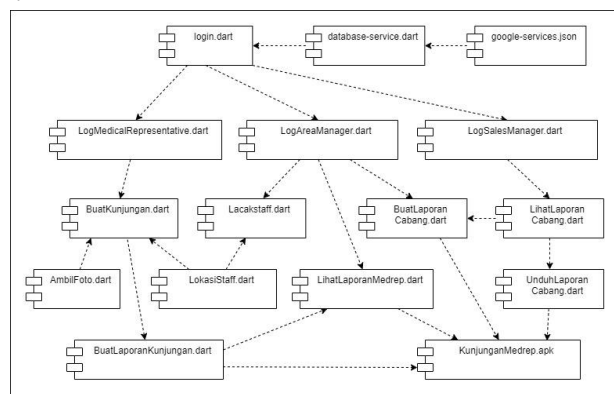 login.dart
database-service.dart
google-services.json
LogMedicalRepresentative.dart
LogAreaManager.dart
LogSalesManager.dart
BuatKunjungan.dart
Lacakstaff.dart
BuatLaporan
Cabang.dart
LihatLaporan
Cabang.dart
AmbilFoto.dart
LokasiStaff.dart
LihatLaporanMedrep.dart
UnduhLaporan
Cabang.dart
BuatLaporanKunjungan.dart
KunjunganMedrep.apk